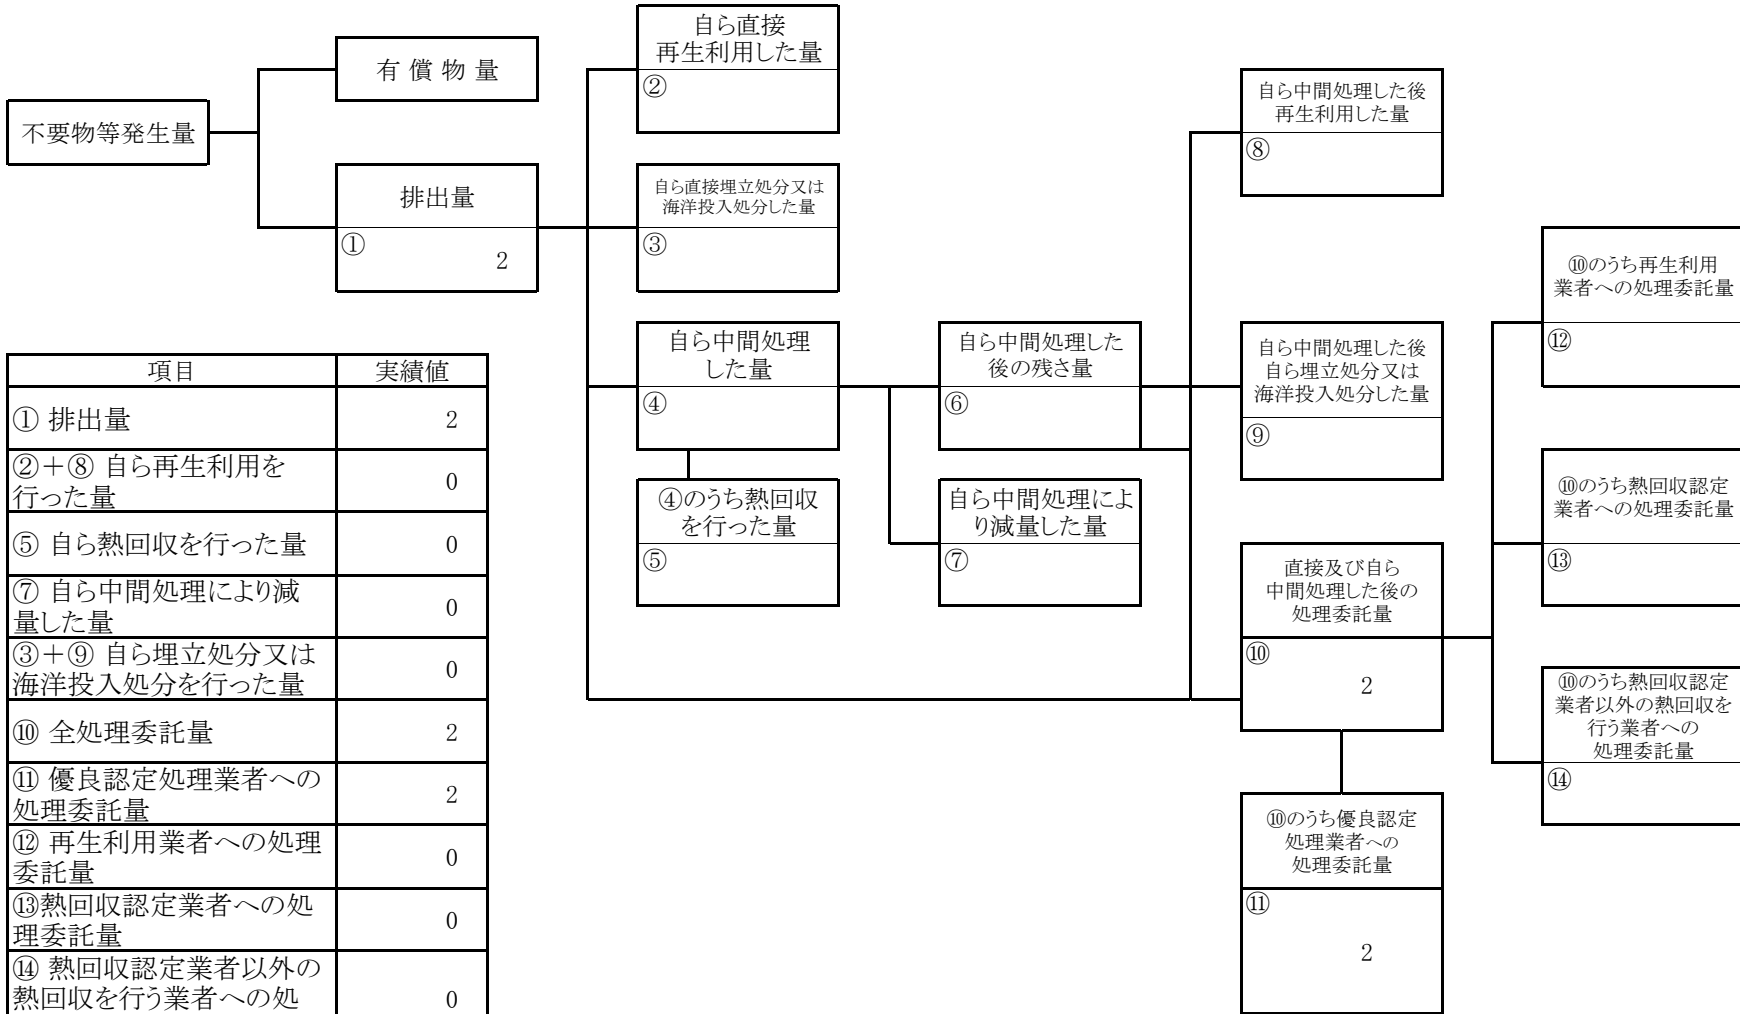 不要物等発生量
有 償 物 量
排出量
①
2
自ら直接
再生利用した量
②
自ら直接埋立処分又は
海洋投入処分した量
③
自ら中間処理
した量
④
④のうち熱回収
を行った量
⑤
自ら中間処理した
後の残さ量
⑥
自ら中間処理によ
り減量した量
⑦
自ら中間処理した後
再生利用した量
⑧
自ら中間処理した後
自ら埋立処分又は
海洋投入処分した量
⑨
直接及び自ら
中間処理した後の
処理委託量
⑩
2
⑩のうち優良認定
処理業者への
処理委託量
⑪
2
⑩のうち再生利用
業者への処理委託量
⑫
⑩のうち熱回収認定
業者への処理委託量
⑬
⑩のうち熱回収認定
業者以外の熱回収を
行う業者への
処理委託量
⑭
項目 実績値
① 排出量 2
②＋⑧ 自ら再生利用を
行った量 0
⑤ 自ら熱回収を行った量 0
⑦ 自ら中間処理により減
量した量 0
③＋⑨ 自ら埋立処分又は
海洋投入処分を行った量 0
⑩ 全処理委託量 2
⑪ 優良認定処理業者への
処理委託量 2
⑫ 再生利用業者への処理
委託量 0
⑬熱回収認定業者への処
理委託量 0
⑭ 熱回収認定業者以外の
熱回収を行う業者への処 0